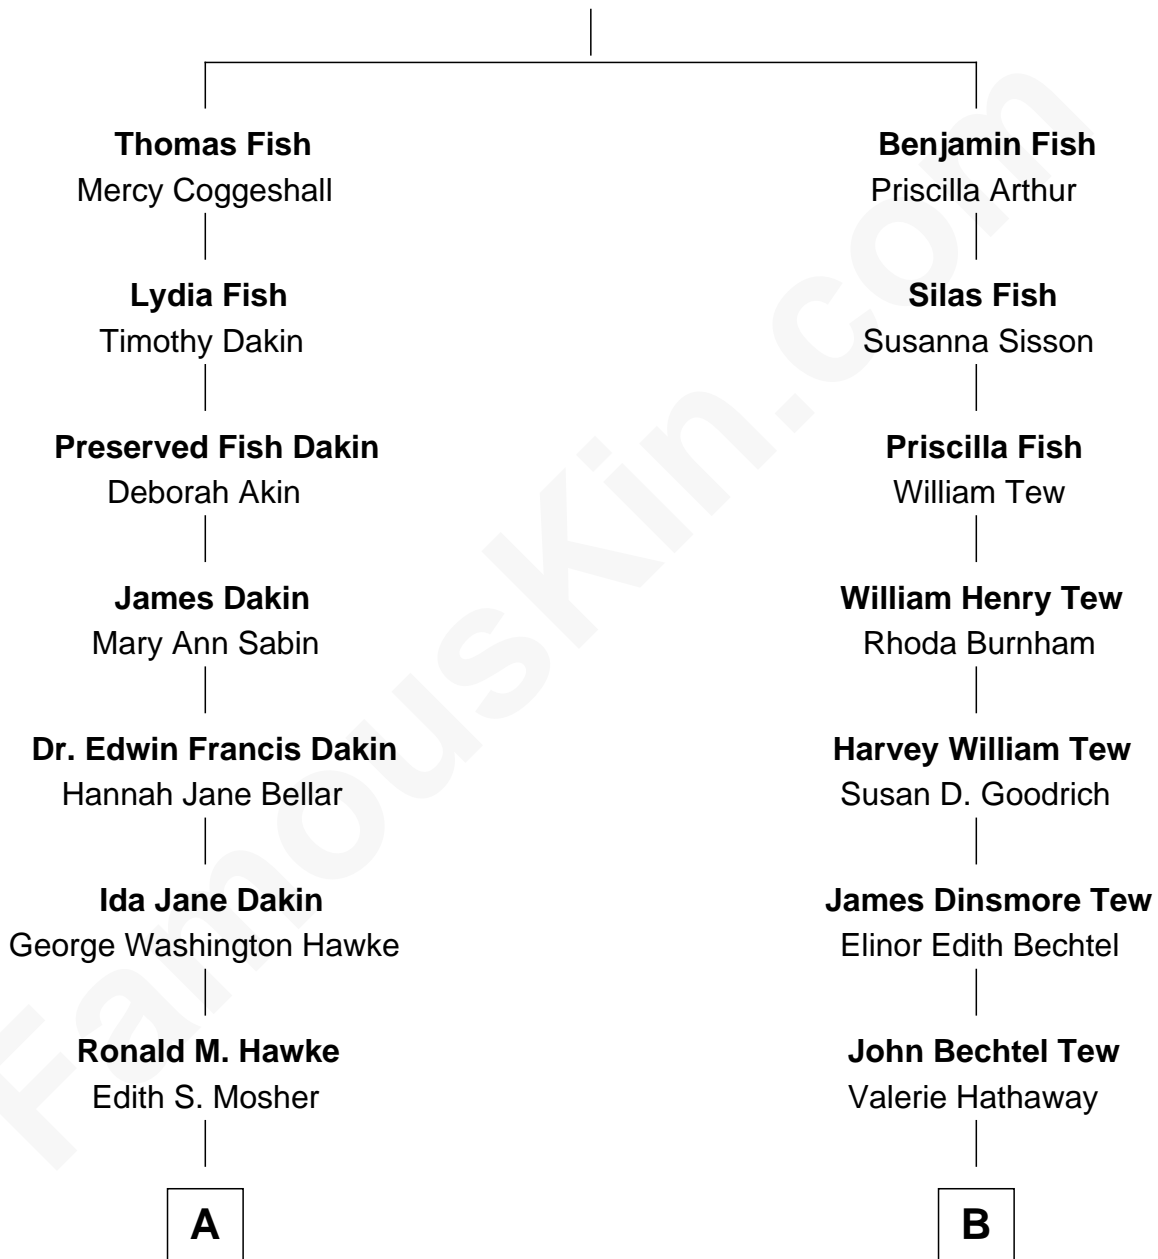 Thomas Fish
Mercy Coggeshall
Lydia Fish
Timothy Dakin
Preserved Fish Dakin
Deborah Akin
James Dakin
Mary Ann Sabin
Dr. Edwin Francis Dakin
Hannah Jane Bellar
Ida Jane Dakin
George Washington Hawke
Ronald M. Hawke
Edith S. Mosher
A
Benjamin Fish
Priscilla Arthur
Silas Fish
Susanna Sisson
Priscilla Fish
William Tew
William Henry Tew
Rhoda Burnham
Harvey William Tew
Susan D. Goodrich
James Dinsmore Tew
Elinor Edith Bechtel
John Bechtel Tew
Valerie Hathaway
B
FamousKin.com